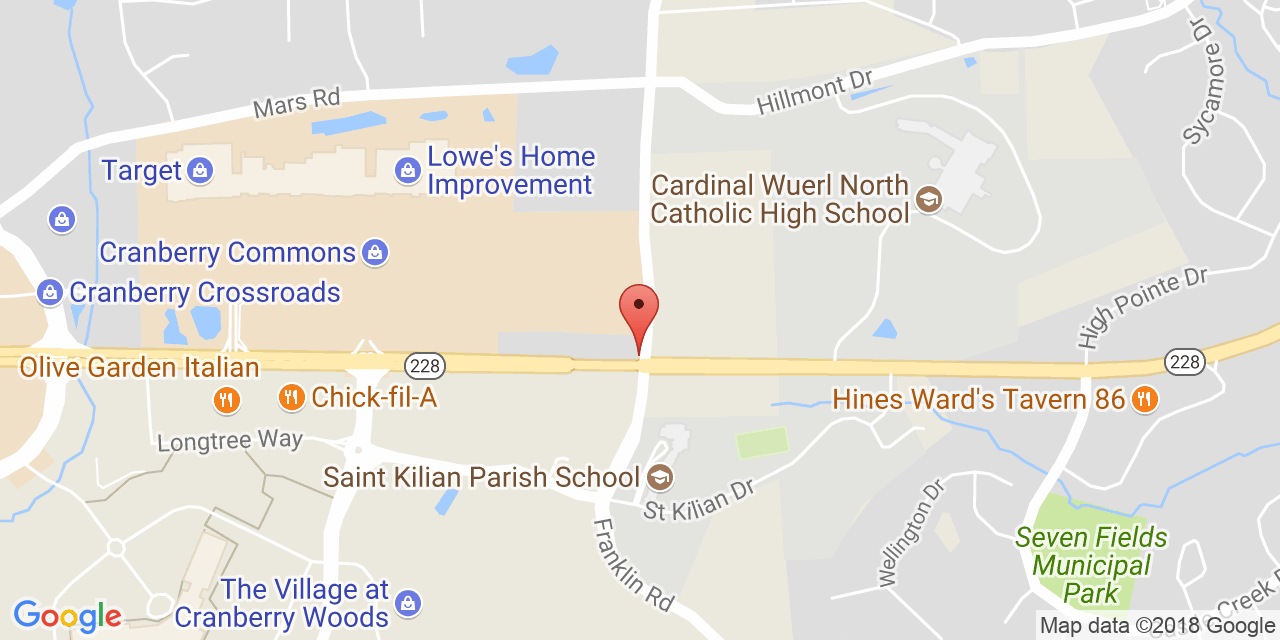 Mars Rd
Hillmont Dr
Sycamore Dr
Target
Lowe's Home
Improvement
Cardinal Wuerl North
Catholic High School
Cranberry Commons
Cranberry Crossroads
High Pointe Dr
228
228
Olive Garden Italian
Chick-fil-A
Hines Ward's Tavern 86
Longtree Way
Saint Kilian Parish School
St Kilian Dr
Wellington Dr
Franklin Rd
Seven Fields
Municipal
Park
The Village at
Cranberry Woods
Creek
Google
Map data ©2018 Google